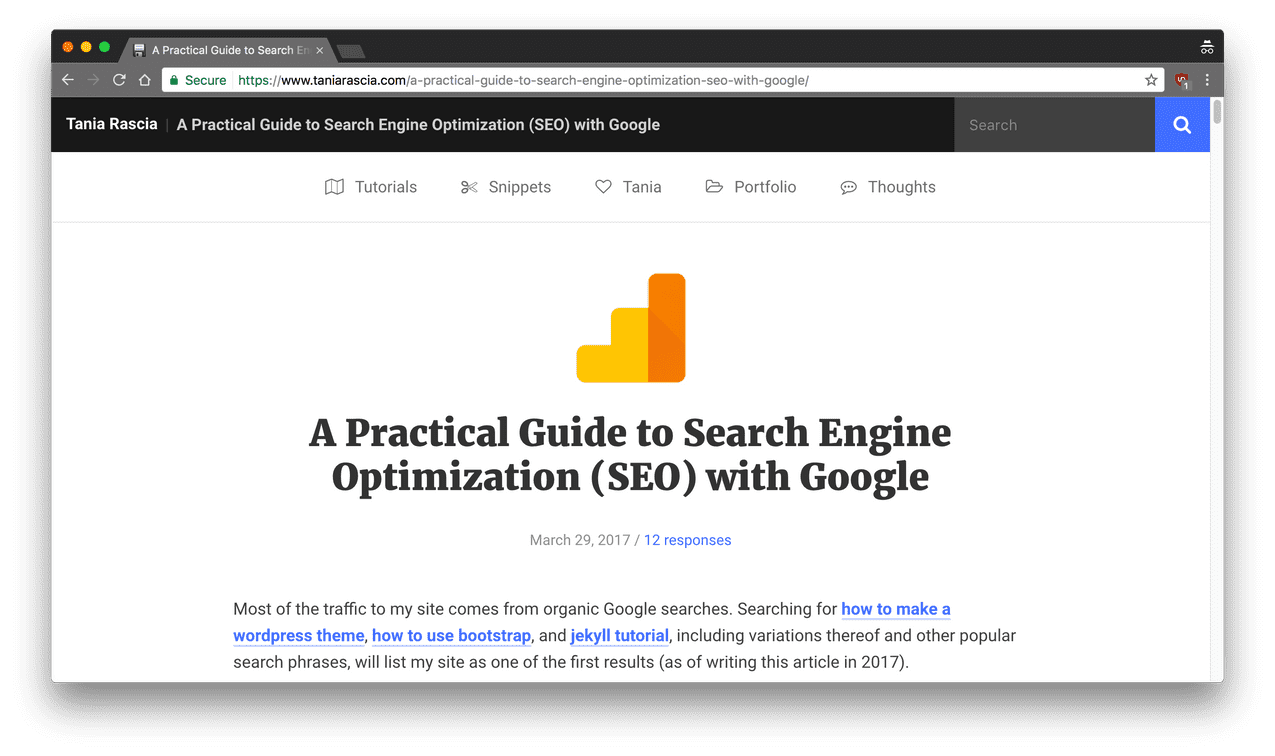 A Practical Guide to Search En
Secure https://www.taniarascia.com/a-practical-guide-to-search-engine-optimization-seo-with-google/
1
Tania Rascia | A Practical Guide to Search Engine Optimization (SEO) with Google
Search
Tutorials Snippets Tania Portfolio Thoughts
A Practical Guide to Search Engine
Optimization (SEO) with Google
March 29, 2017 / 12 responses
Most of the traffic to my site comes from organic Google searches. Searching for how to make a
wordpress theme, how to use bootstrap, and jekyll tutorial, including variations thereof and other popular
search phrases, will list my site as one of the first results (as of writing this article in 2017).